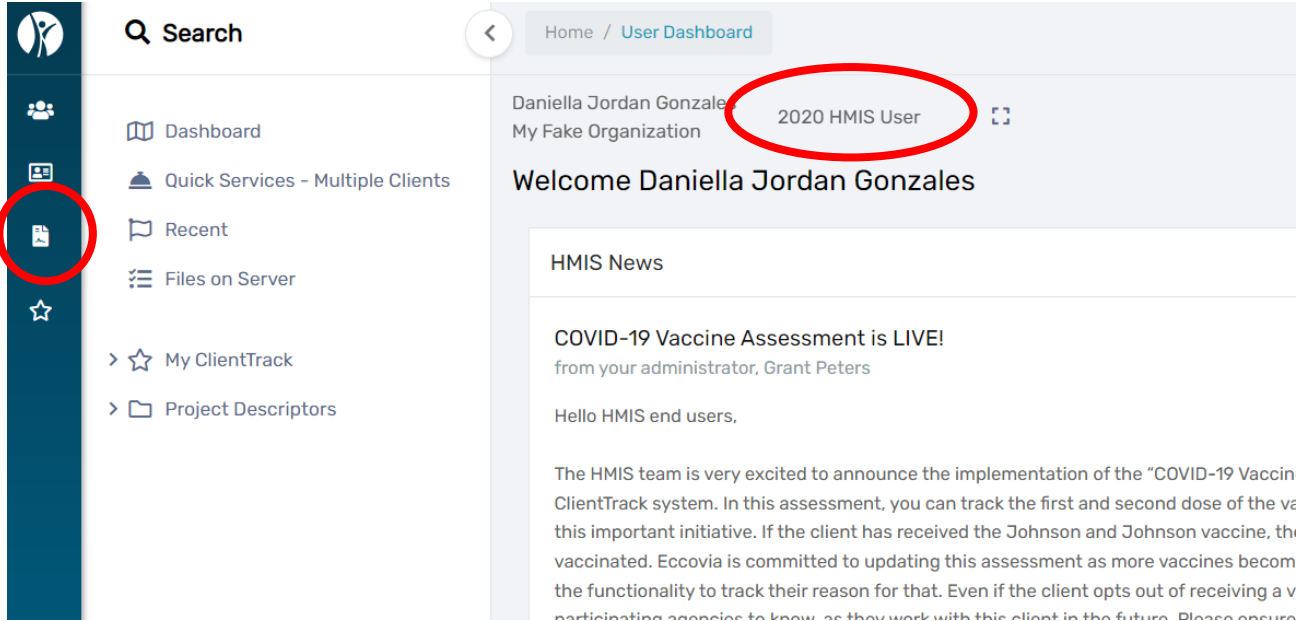 Search
Dashboard
Quick Services - Multiple Clients
Recent
Files on Server
My ClientTrack
Project Descriptors
Home / User Dashboard
Daniella Jordan Gonzales
My Fake Organization
2020 HMIS User
Welcome Daniella Jordan Gonzales
HMIS News
COVID-19 Vaccine Assessment is LIVE!
from your administrator, Grant Peters
Hello HMIS end users,
The HMIS team is very excited to announce the implementation of the “COVID-19 Vaccin
ClientTrack system. In this assessment, you can track the first and second dose of the va
this important initiative. If the client has received the Johnson and Johnson vaccine, the
vaccinated. Eccovia is committed to updating this assessment as more vaccines becom
the functionality to track their reason for that. Even if the client opts out of receiving a v
participating agencies to know, as they work with this client in the future. Please ensure